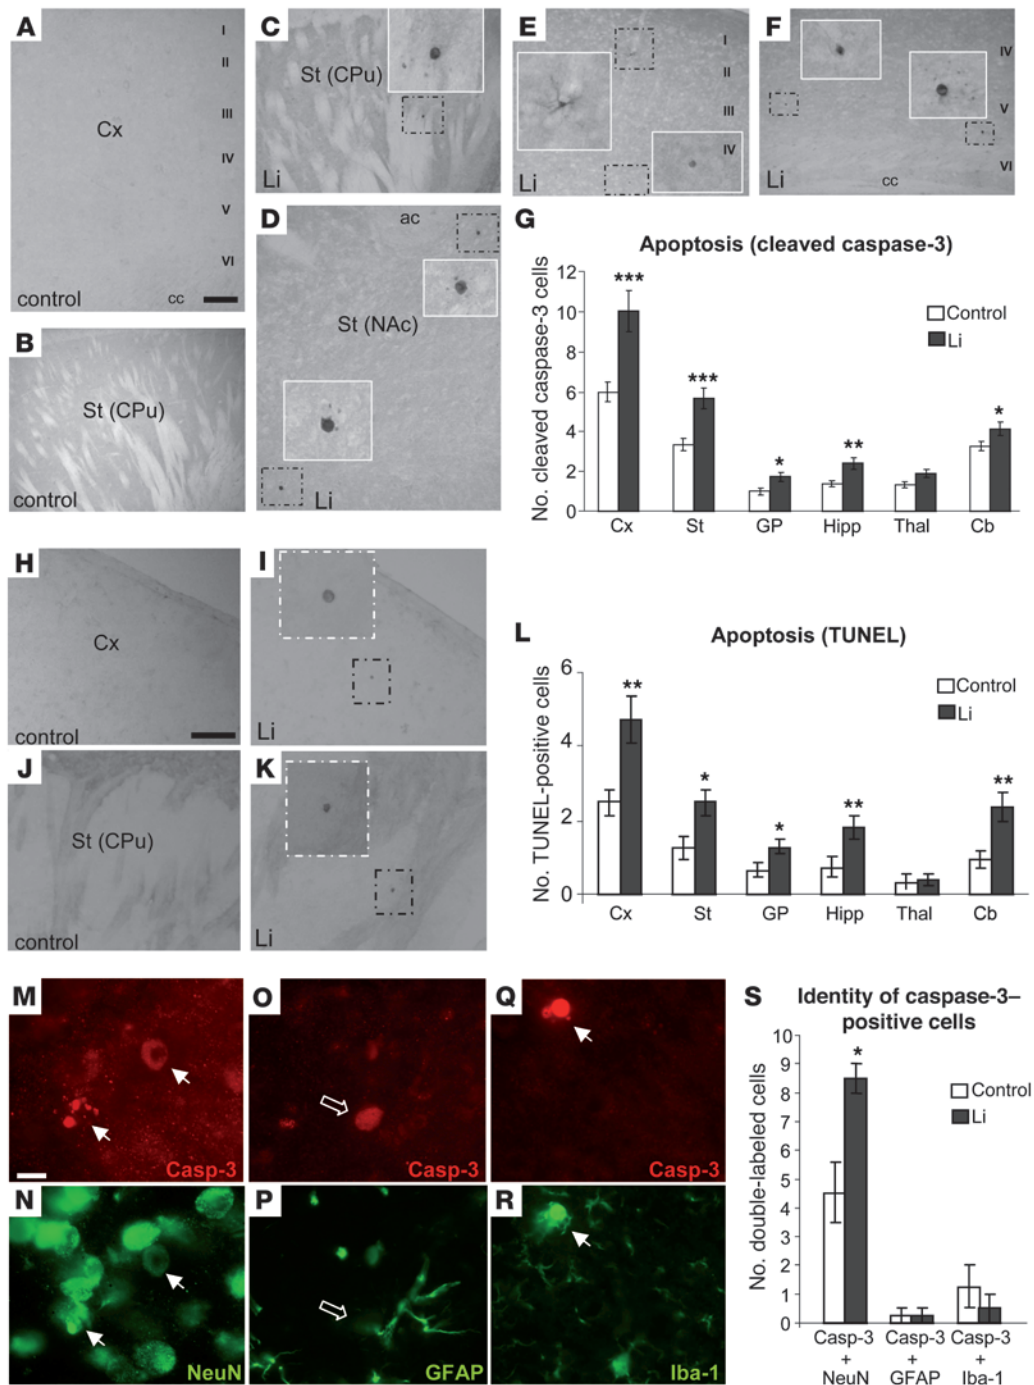 A
Cx
I
II
III
IV
V
VI
control
cc
B
St (CPu)
control
C
St (CPu)
Li
D
ac
St (NAc)
Li
E
I
II
III
IV
Li
F
IV
V
VI
Li
cc
G
Apoptosis (cleaved caspase-3)
No. cleaved caspase-3 cells
12
10
8
6
4
2
0
***
***
*
**
*
Control
Li
Cx
St
GP
Hipp
Thal
Cb
H
Cx
control
I
Li
J
St (CPu)
control
K
Li
L
Apoptosis (TUNEL)
No. TUNEL-positive cells
6
4
2
0
**
*
*
**
**
Control
Li
Cx
St
GP
Hipp
Thal
Cb
M
Casp-3
O
Casp-3
Q
Casp-3
N
NeuN
P
GFAP
R
Iba-1
S
Identity of caspase-3–
positive cells
No. double-labeled cells
10
9
8
7
6
5
4
3
2
1
0
*
Control
Li
Casp-3
+
NeuN
Casp-3
+
GFAP
Casp-3
+
Iba-1